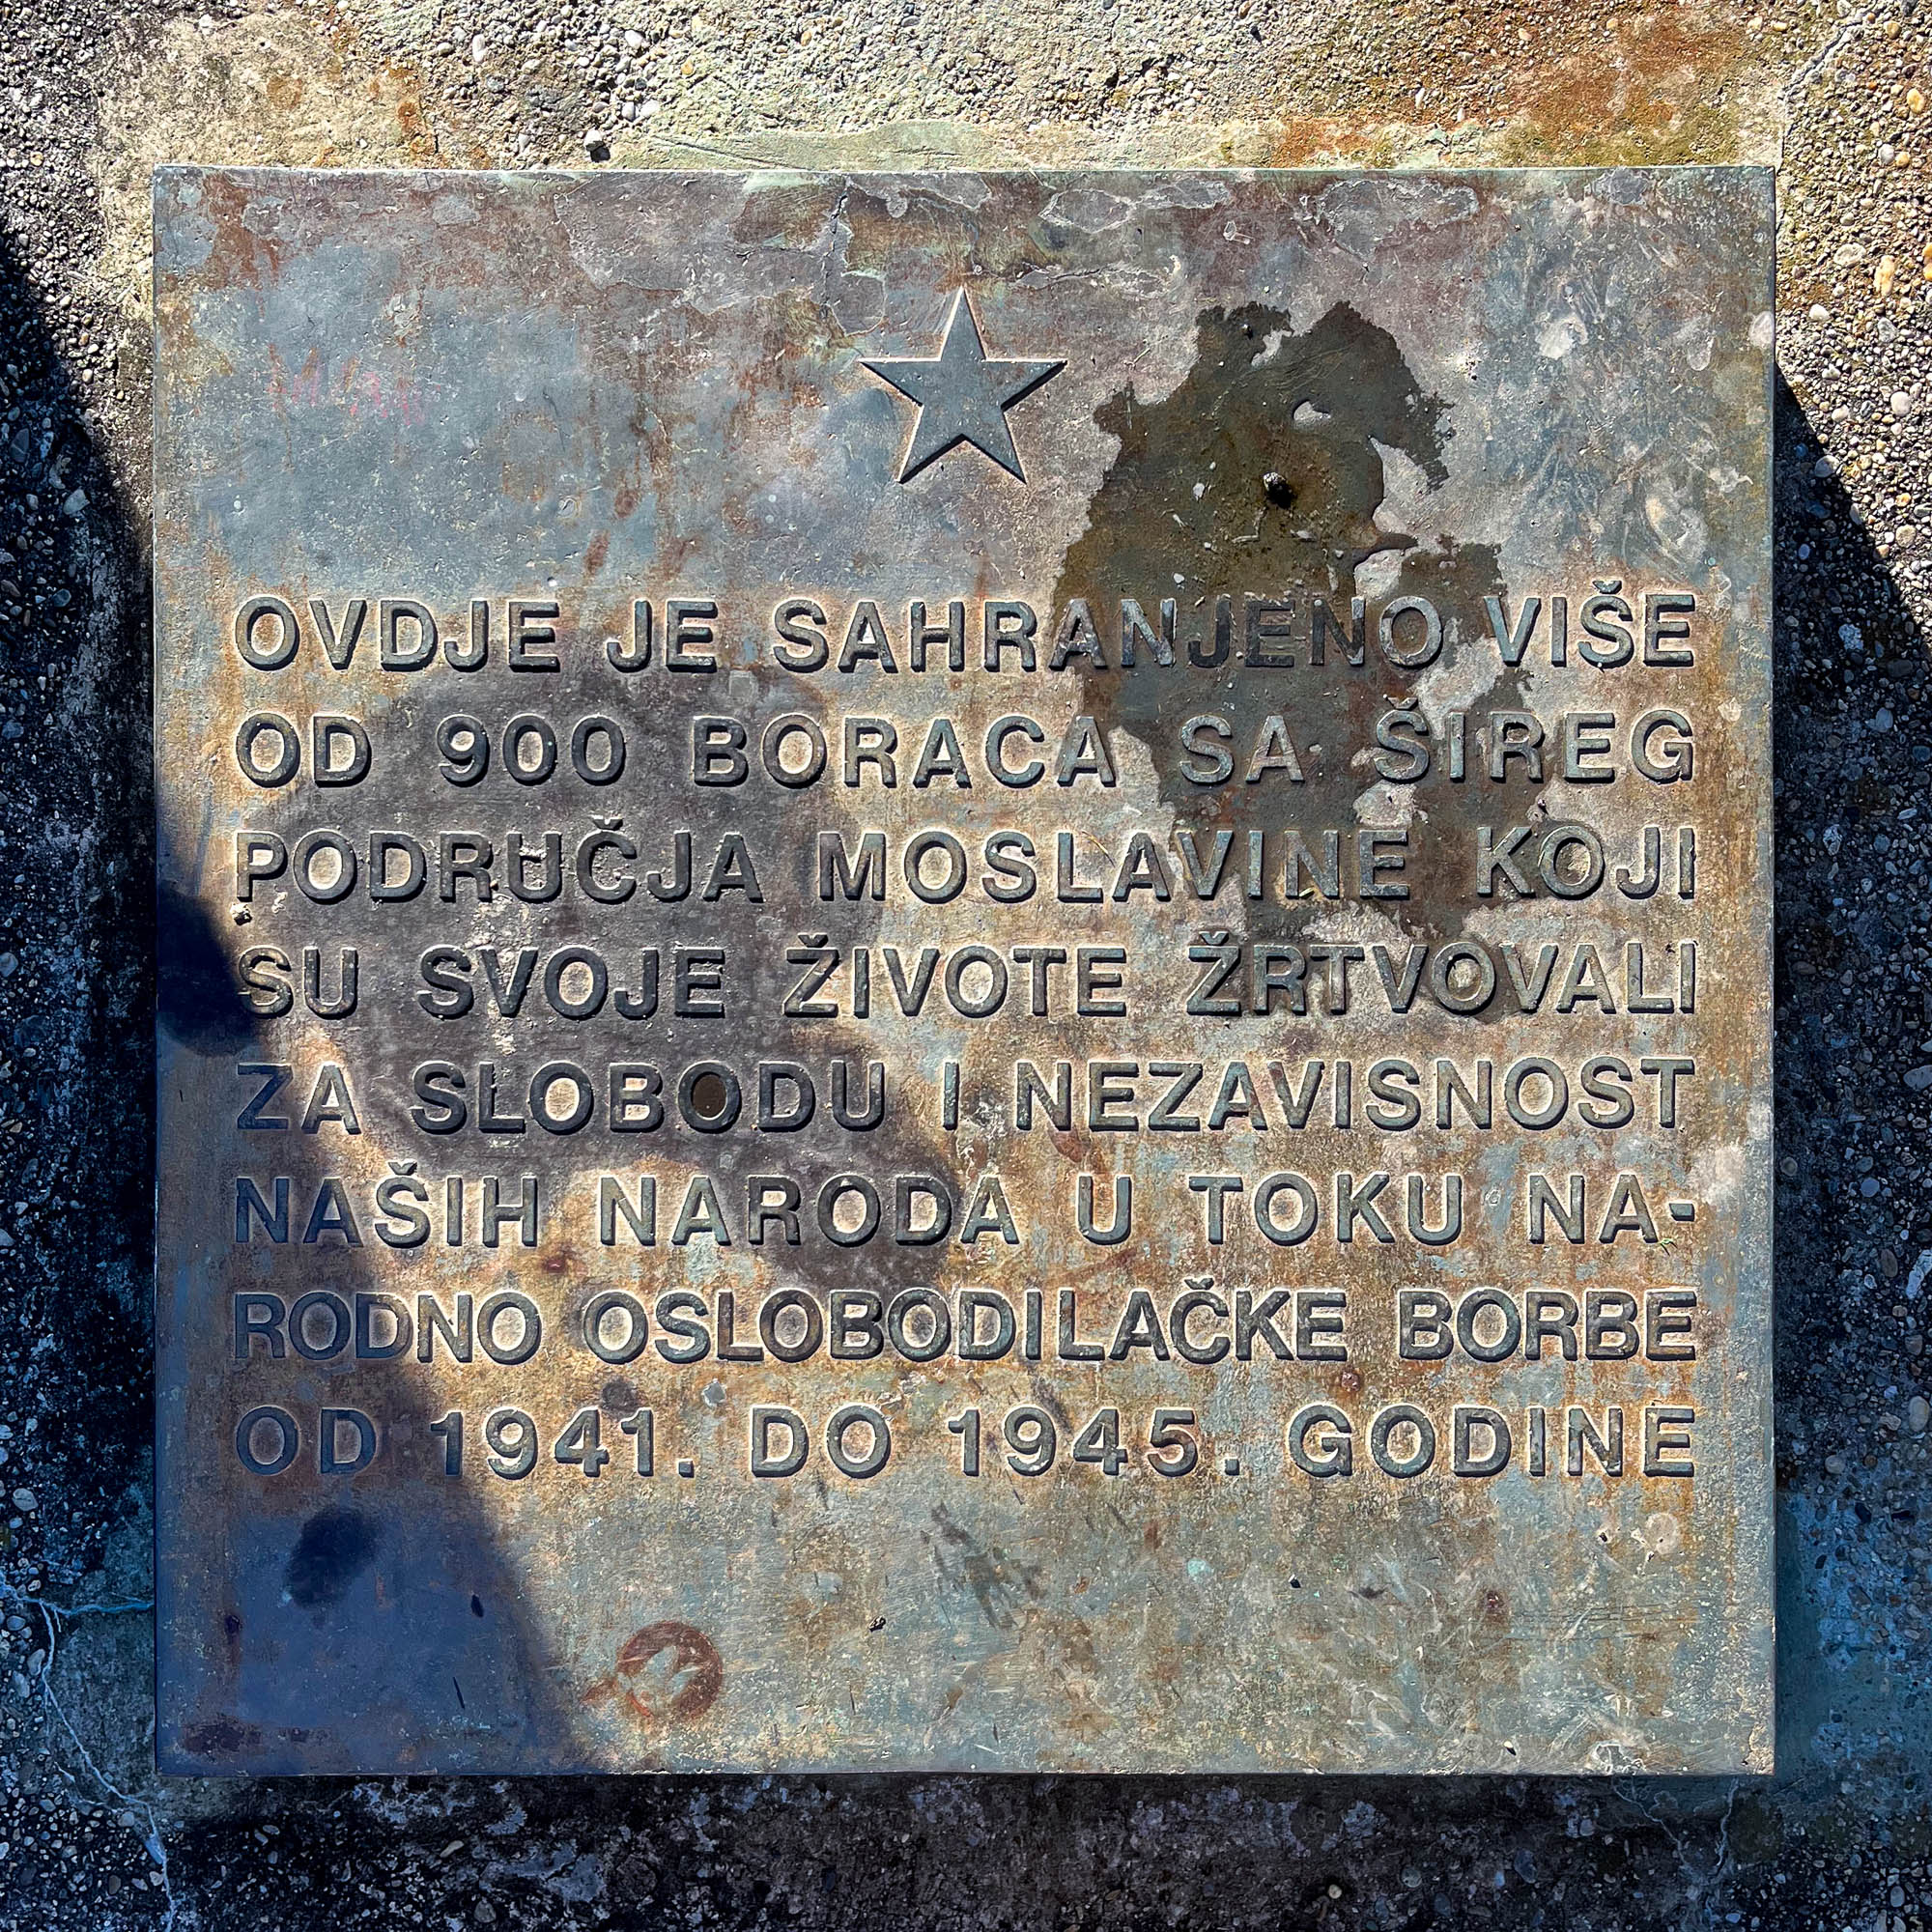 OVDJE JE SAHRANJENO VIŠE
OD 900 BORACA SA ŠIREG
PODRUČJA MOSLAVINE KOJI
SU SVOJE ŽIVOTE ŽRTVOVALI
ZA SLOBODU I NEZAVISNOST
NAŠIH NARODA U TOKU NA-
RODNO OSLOBODILAČKE BORBE
OD 1941. DO 1945. GODINE